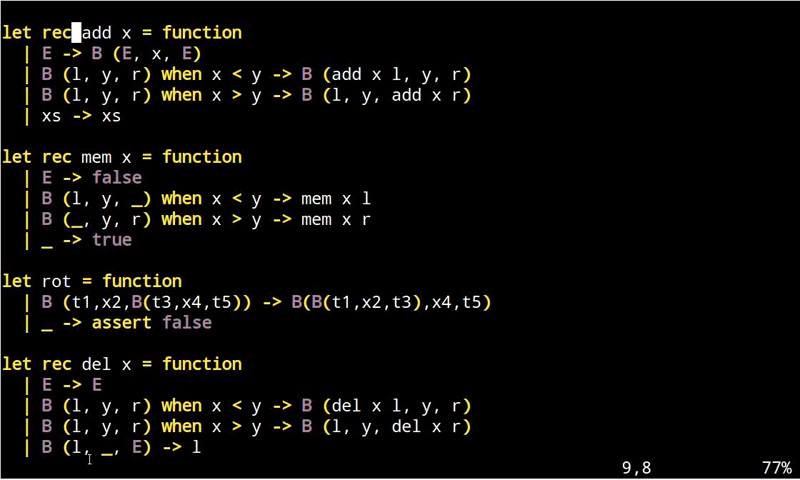 let rec add x = function
  | E -> B (E, x, E)
  | B (l, y, r) when x < y -> B (add x l, y, r)
  | B (l, y, r) when x > y -> B (l, y, add x r)
  | xs -> xs
let rec mem x = function
  | E -> false
  | B (l, y, _) when x < y -> mem x l
  | B (_, y, r) when x > y -> mem x r
  | _ -> true
let rot = function
  | B (t1,x2,B(t3,x4,t5)) -> B(B(t1,x2,t3),x4,t5)
  | _ -> assert false
let rec del x = function
  | E -> E
  | B (l, y, r) when x < y -> B (del x l, y, r)
  | B (l, y, r) when x > y -> B (l, y, del x r)
  | B (l, _, E) -> l
9,8 77%